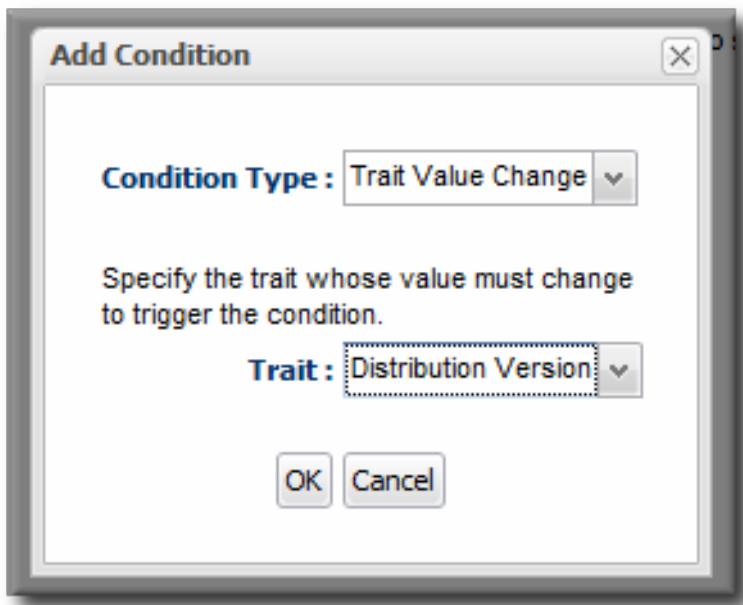 Add Condition
Condition Type : Trait Value Change
Specify the trait whose value must change
to trigger the condition.
Trait : Distribution Version
OK Cancel